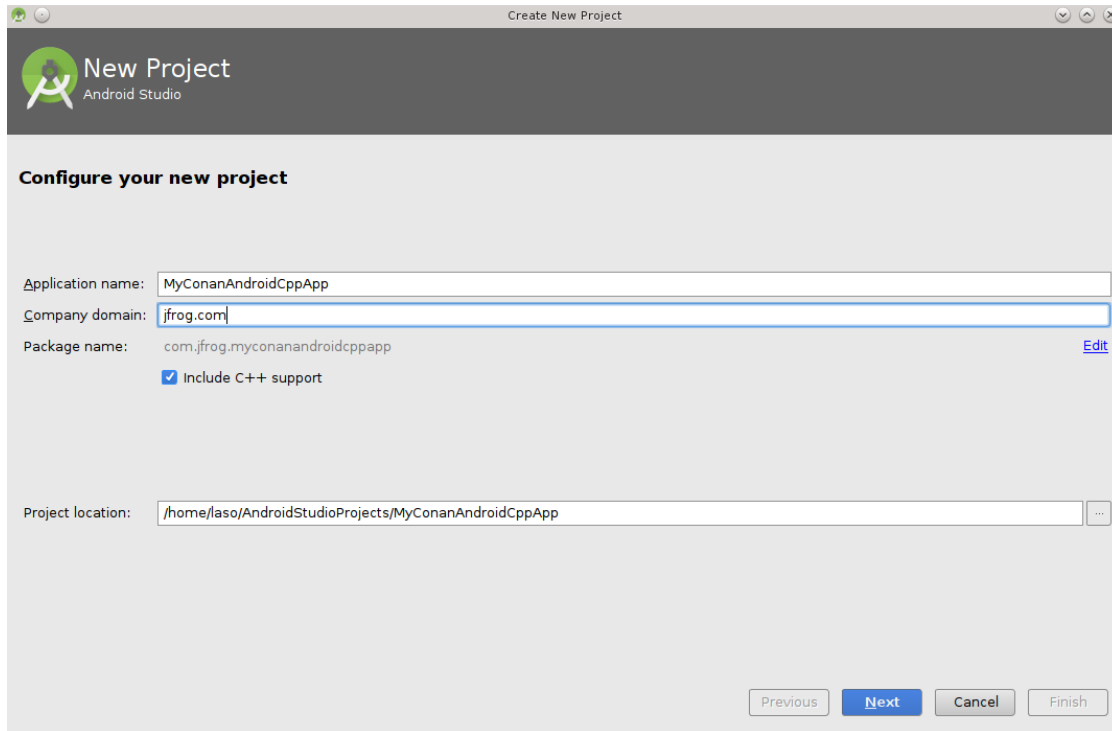 Create New Project
New Project
Android Studio
Configure your new project
Application name: MyConanAndroidCppApp
Company domain: jfrog.com
Package name: com.jfrog.myconanandroidcppapp Edit
Include C++ support
Project location: /home/laso/AndroidStudioProjects/MyConanAndroidCppApp ...
Previous Next Cancel Finish